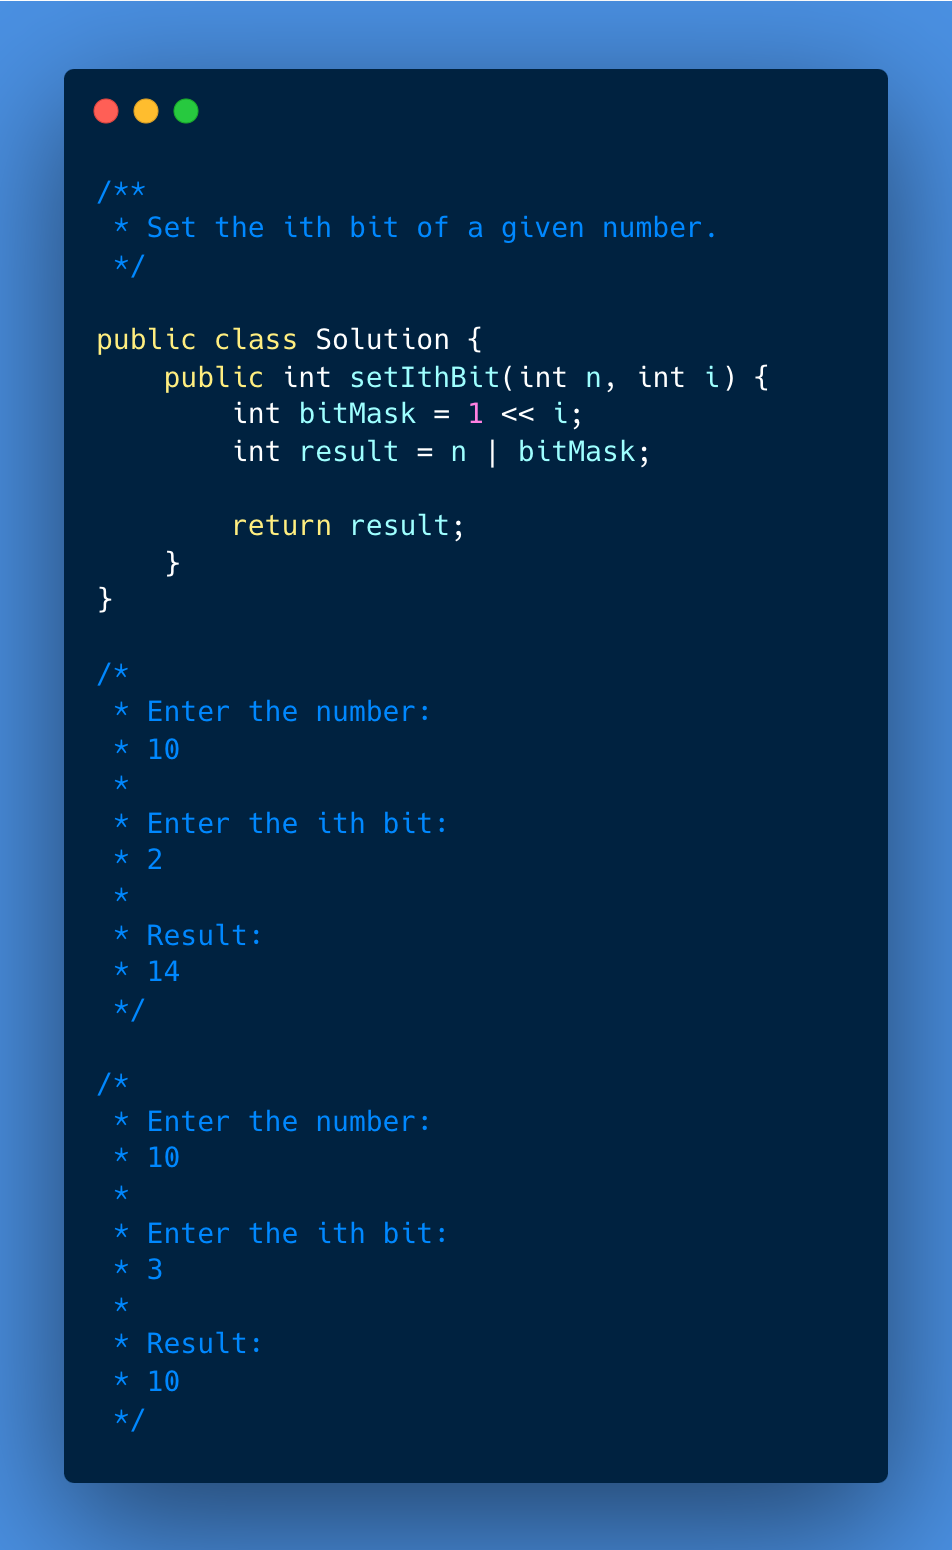 /**
 * Set the ith bit of a given number.
 */
public class Solution {
    public int setIthBit(int n, int i) {
        int bitMask = 1 << i;
        int result = n | bitMask;
        return result;
    }
}
/*
 * Enter the number:
 * 10
 *
 * Enter the ith bit:
 * 2
 *
 * Result:
 * 14
 */
/*
 * Enter the number:
 * 10
 *
 * Enter the ith bit:
 * 3
 *
 * Result:
 * 10
 */